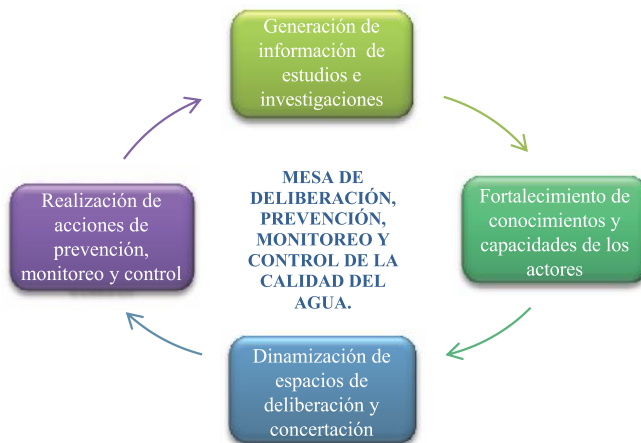 Generación de
información de
estudios e
investigaciones
Fortalecimiento de
conocimientos y
capacidades de los
actores
Dinamización de
espacios de
deliberación y
concertación
Realización de
acciones de
prevención,
monitoreo y control
MESA DE
DELIBERACIÓN,
PREVENCIÓN,
MONITOREO Y
CONTROL DE LA
CALIDAD DEL
AGUA.